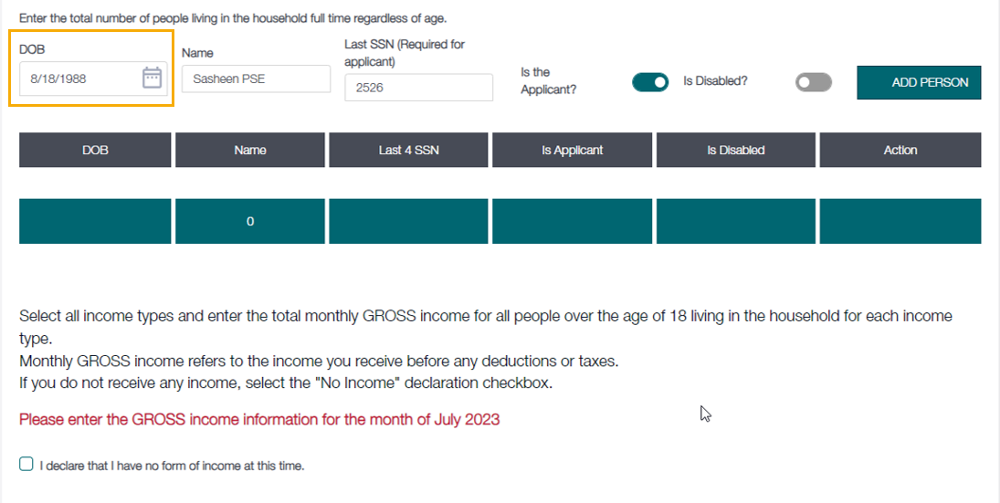 Enter the total number of people living in the household full time regardless of age.
DOB
8/18/1988
Name
Sasheen PSE
Last SSN (Required for
applicant)
2526
Is the
Applicant?
Is Disabled?
ADD PERSON
DOB Name Last 4 SSN Is Applicant Is Disabled Action
0
Select all income types and enter the total monthly GROSS income for all people over the age of 18 living in the household for each income
type.
Monthly GROSS income refers to the income you receive before any deductions or taxes.
If you do not receive any income, select the "No Income" declaration checkbox.
Please enter the GROSS income information for the month of July 2023
I declare that I have no form of income at this time.